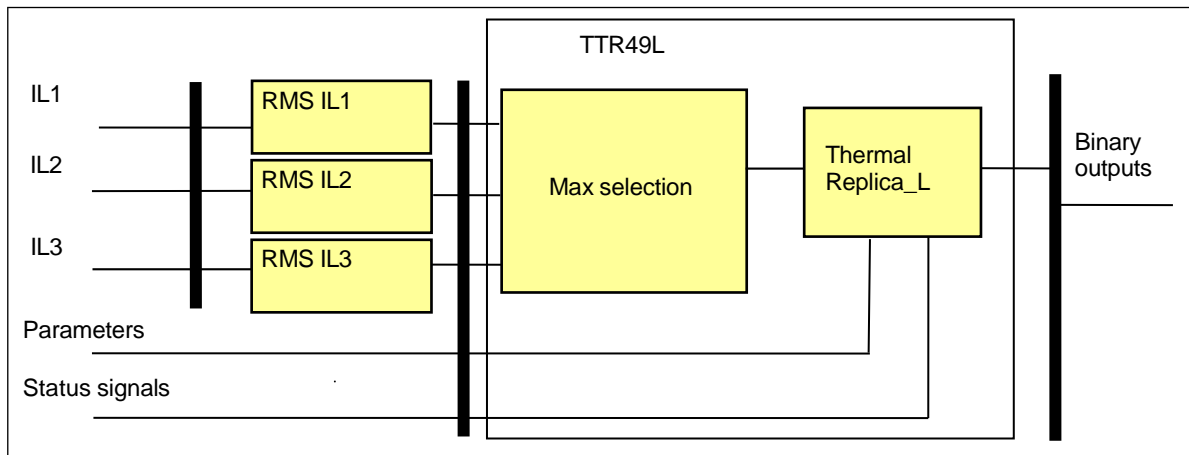 TTR49L
IL1
RMS IL1
IL2
RMS IL2
IL3
RMS IL3
Max selection
Thermal
Replica_L
Binary
outputs
Parameters
Status signals